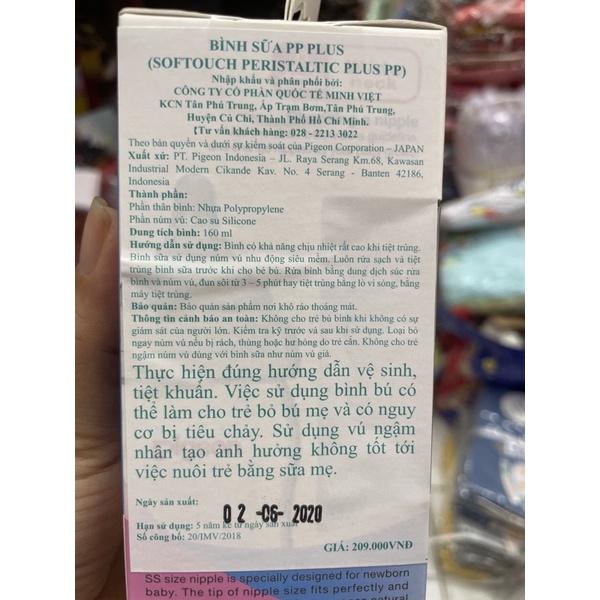 BÌNH SỮA PP PLUS
(SOFTOUCH PERISTALTIC PLUS PP)
Nhập khẩu và phân phối bởi:
CÔNG TY CỔ PHẦN QUỐC TẾ MINH VIỆT
KCN Tân Phú Trung, Ấp Trạm Bơm,Tân Phú Trung,
Huyện Củ Chi, Thành Phố Hồ Chí Minh.
[Tư vấn khách hàng: 028 - 2213 3022
Theo bản quyền và dưới sự kiểm soát của Pigeon Corporation – JAPAN
Xuất xứ: PT. Pigeon Indonesia – JL. Raya Serang Km.68, Kawasan
Industrial Modern Cikande Kav. No. 4 Serang - Banten 42186,
Indonesia
Thành phần:
Phần thân bình: Nhựa Polypropylene
Phần núm vú: Cao su Silicone
Dung tích bình: 160 ml
Hướng dẫn sử dụng: Bình có khả năng chịu nhiệt rất cao khi tiệt trùng.
Bình sữa sử dụng núm vú nhu động siêu mềm. Luôn rửa sạch và tiệt
trùng bình sữa trước khi cho bé bú. Rửa bình bằng dung dịch súc rửa
bình và núm vú, đun sôi từ 3 – 5 phút hay tiệt trùng bằng lò vi sóng, bằng
máy tiệt trùng.
Bảo quản: Bảo quản sản phẩm nơi khô ráo thoáng mát.
Thông tin cảnh báo an toàn: Không cho trẻ bú bình khi không có sự
giám sát của người lớn. Kiểm tra kỹ trước và sau khi sử dụng. Loại bỏ
ngay núm vú nếu bị rách, thủng hoặc hư hỏng do trẻ cắn. Không cho trẻ
ngậm núm vú dùng với bình sữa như núm vú giả.
Thực hiện đúng hướng dẫn vệ sinh,
tiệt khuẩn. Việc sử dụng bình bú có
thể làm cho trẻ bỏ bú mẹ và có nguy
cơ bị tiêu chảy. Sử dụng vú ngậm
nhân tạo ảnh hưởng không tốt tới
việc nuôi trẻ bằng sữa mẹ.
Ngày sản xuất:
02 -06- 2020
Hạn sử dụng: 5 năm kể từ ngày sản xuất
Số công bố: 20/IMV/2018
GIÁ: 209.000VNĐ
SS size nipple is specially designed for newborn
baby. The tip of nipple size fits perfectly and